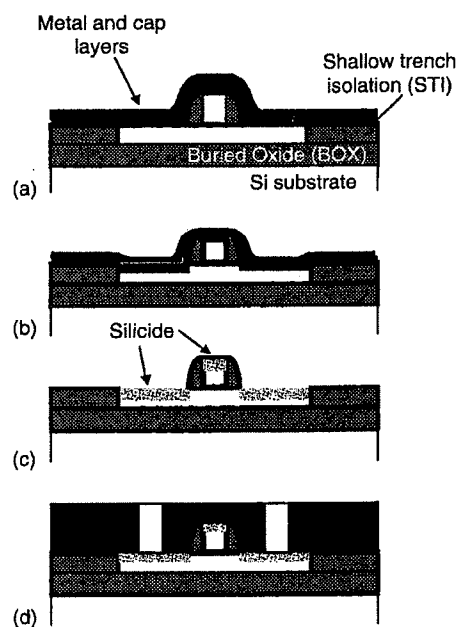 Metal and cap
layers
Shallow trench
isolation (STI)
Buried Oxide (BOX)
Si substrate
(a)
(b)
Silicide
(c)
(d)